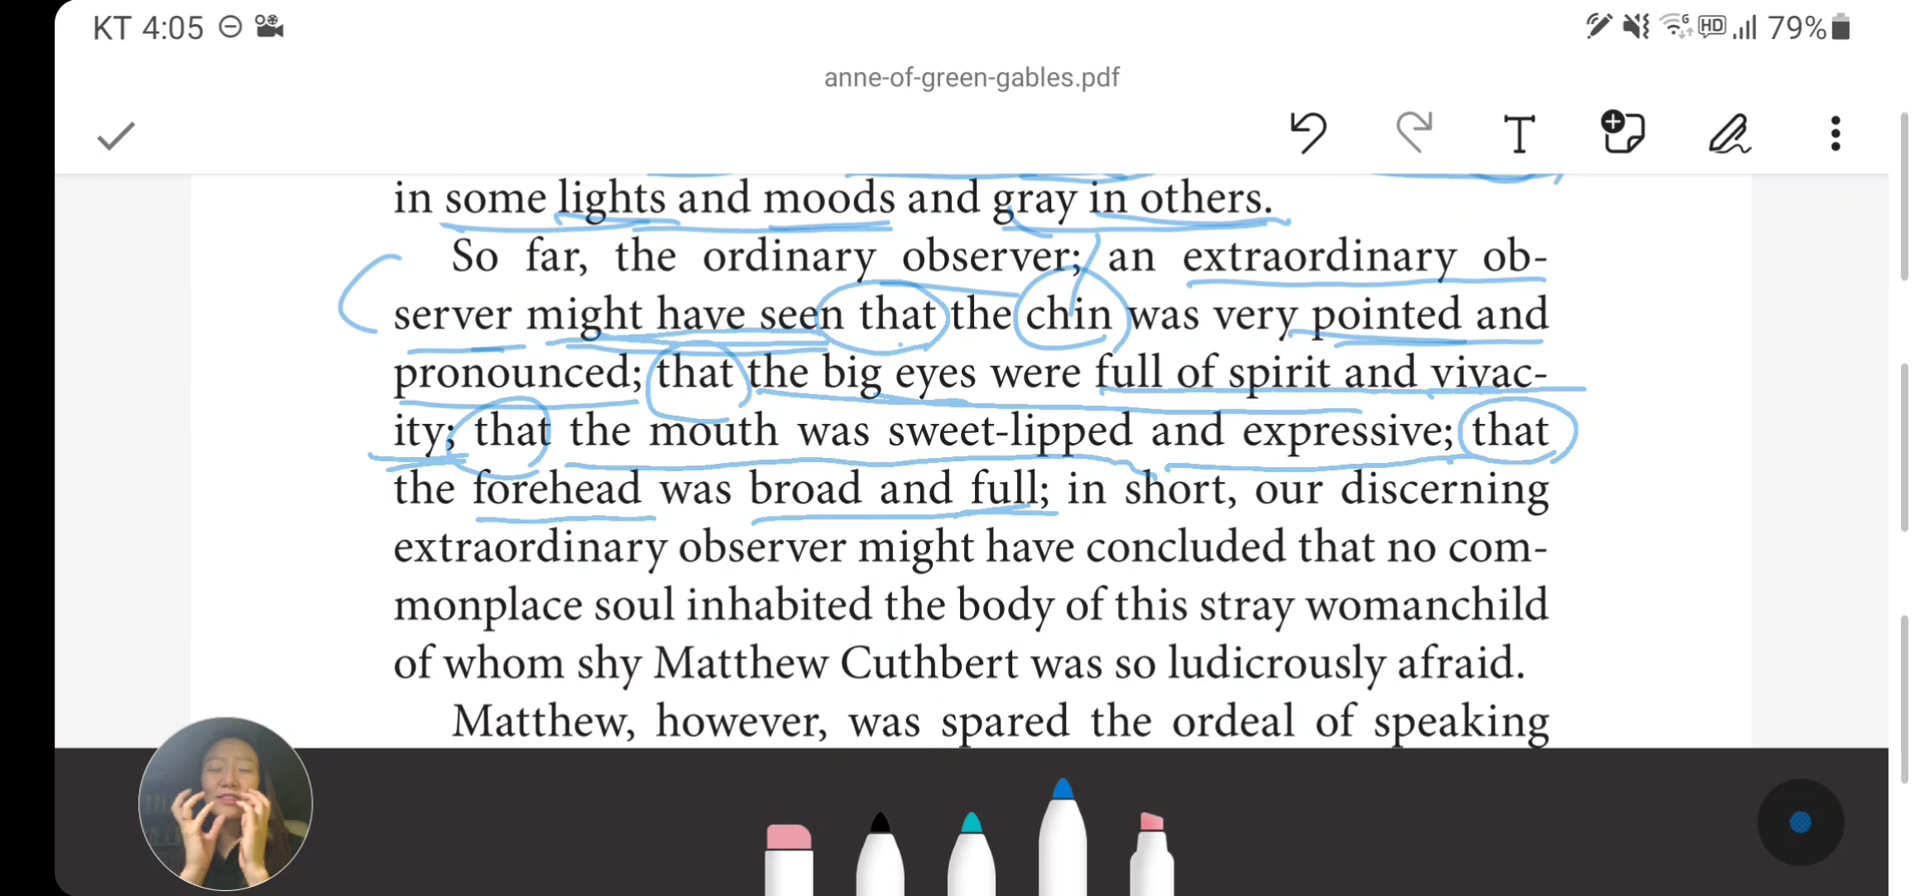 KT 4:05 HD 79%
anne-of-green-gables.pdf
T
in some lights and moods and gray in others.
So far, the ordinary observer; an extraordinary ob-
server might have seen that the chin was very pointed and
pronounced; that the big eyes were full of spirit and vivac-
ity; that the mouth was sweet-lipped and expressive; that
the forehead was broad and full; in short, our discerning
extraordinary observer might have concluded that no com-
monplace soul inhabited the body of this stray womanchild
of whom shy Matthew Cuthbert was so ludicrously afraid.
Matthew, however, was spared the ordeal of speaking